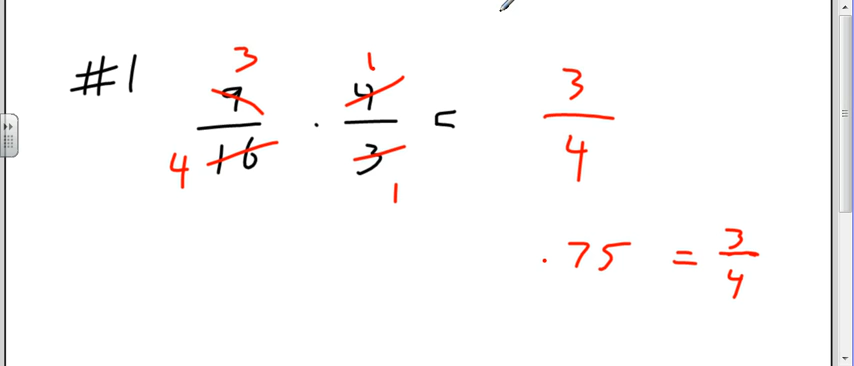 #1 3 9/4 16 · 1 4/3 1 = 3/4
.75 = 3/4